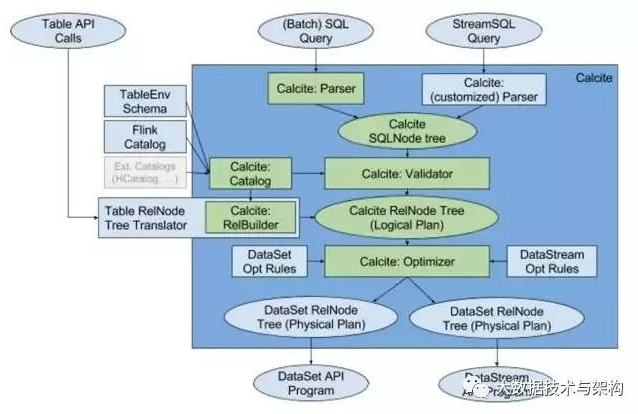 Table API
Calls
(Batch) SQL
Query
StreamSQL
Query
Calcite
TableEnv
Schema
Calcite: Parser
Calcite:
(customized) Parser
Flink
Catalog
Calcite
SQLNode tree
Ext. Catalogs
(HCatalog, …)
Calcite:
Catalog
Calcite: Validator
Table RelNode
Tree Translator
Calcite:
RelBuilder
Calcite RelNode Tree
(Logical Plan)
DataSet
Opt Rules
Calcite: Optimizer
DataStream
Opt Rules
DataSet RelNode
Tree (Physical Plan)
DataSet RelNode
Tree (Physical Plan)
DataSet API
Program
DataStream
大数据技术与架构